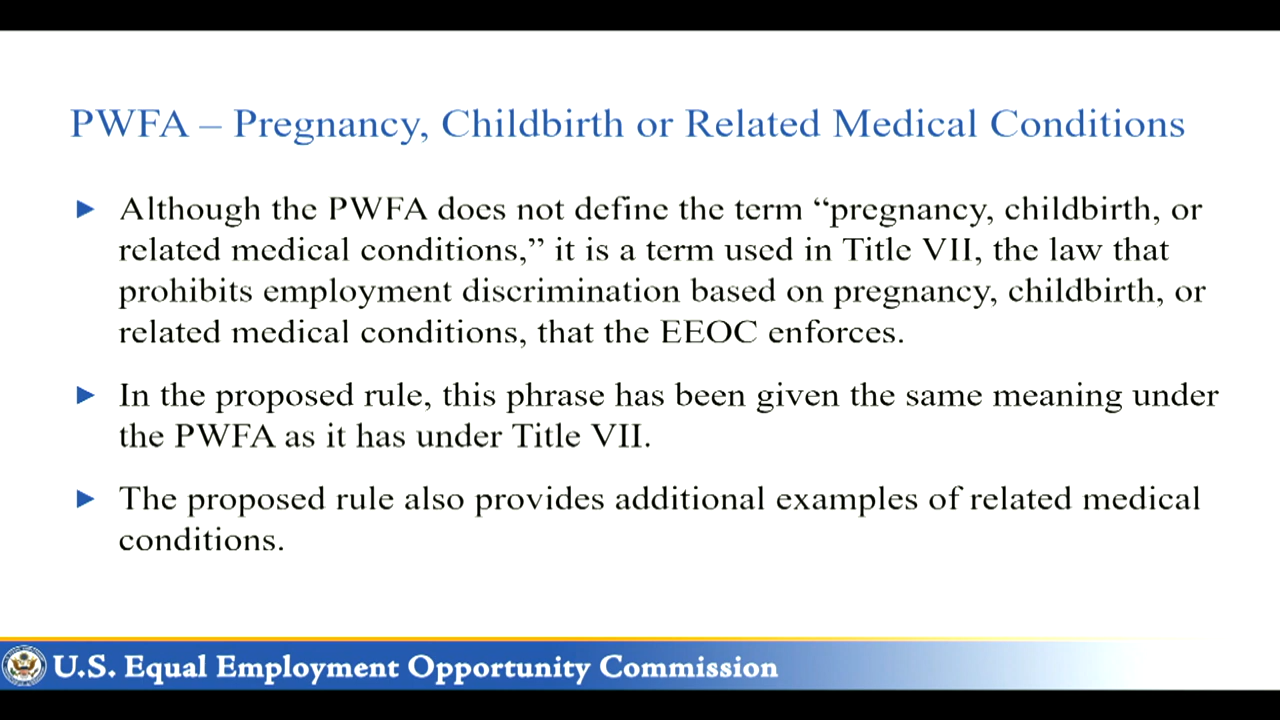 PWFA – Pregnancy, Childbirth or Related Medical Conditions
Although the PWFA does not define the term “pregnancy, childbirth, or
related medical conditions,” it is a term used in Title VII, the law that
prohibits employment discrimination based on pregnancy, childbirth, or
related medical conditions, that the EEOC enforces.
In the proposed rule, this phrase has been given the same meaning under
the PWFA as it has under Title VII.
The proposed rule also provides additional examples of related medical
conditions.
U.S. Equal Employment Opportunity Commission